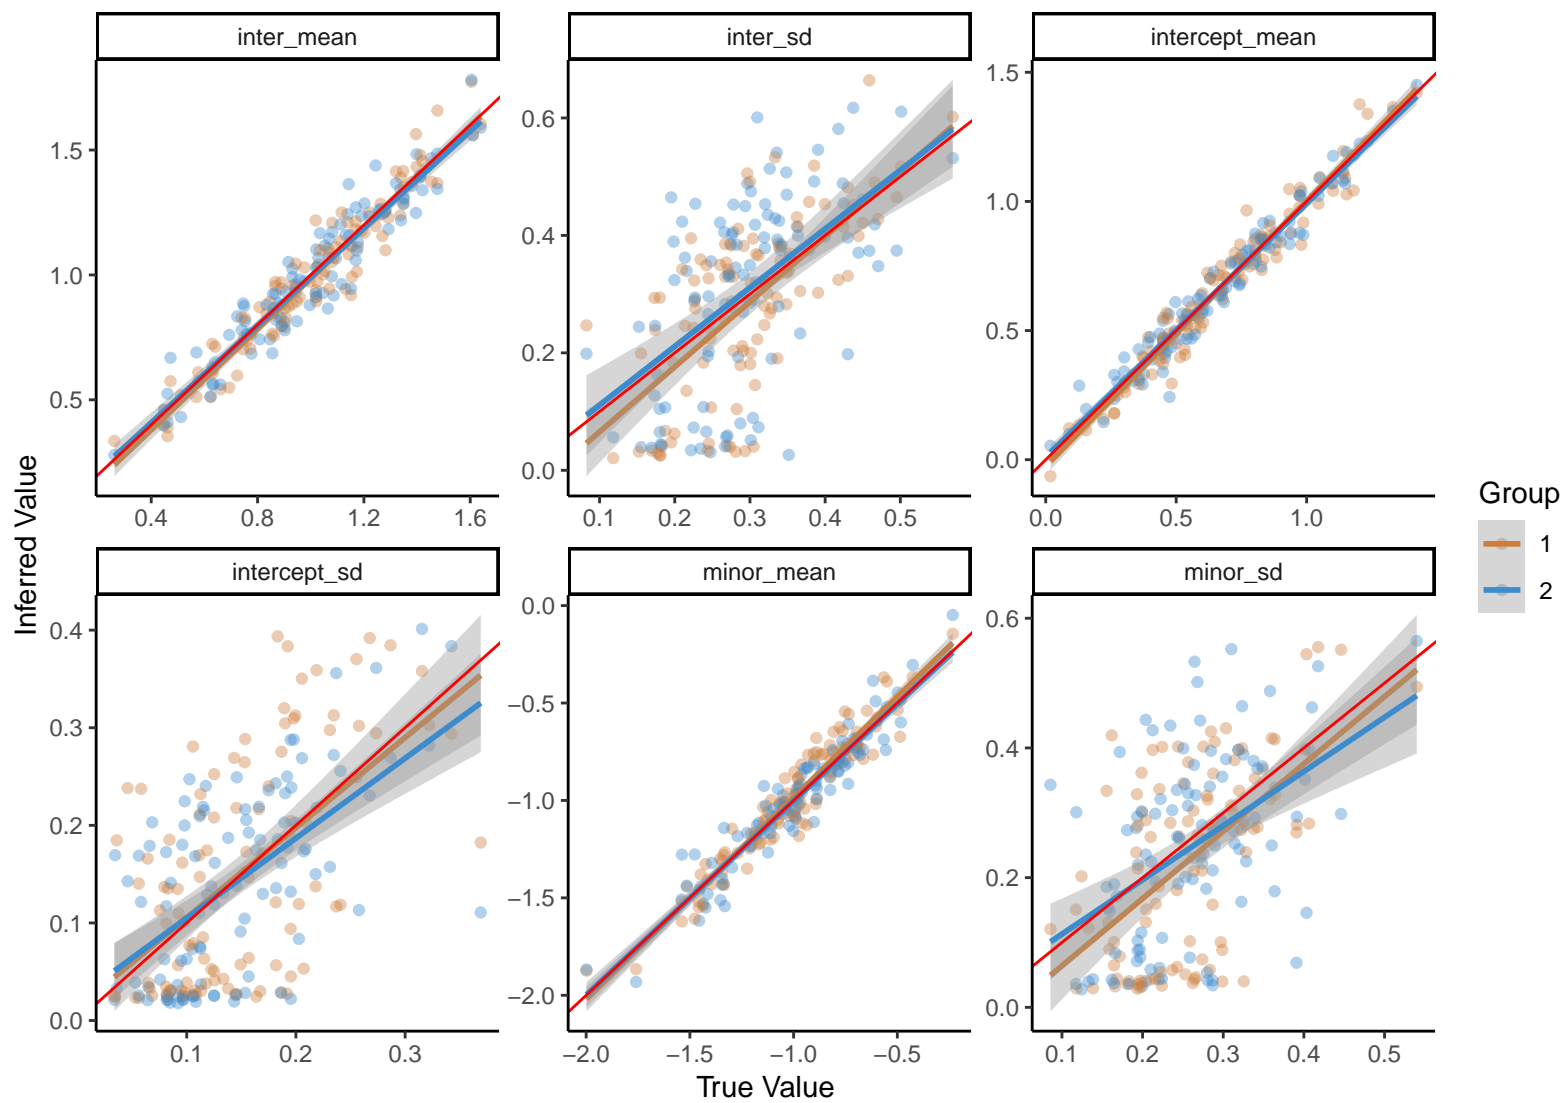 inter_mean
inter_sd
intercept_mean
1.5
1.0
0.5
0.6
0.4
0.2
0.0
1.5
1.0
0.5
0.0
0.4 0.8 1.2 1.6
0.1 0.2 0.3 0.4 0.5
0.0 0.5 1.0
intercept_sd
minor_mean
minor_sd
0.4
0.3
0.2
0.1
0.0
0.0
−0.5
−1.0
−1.5
−2.0
0.6
0.4
0.2
0.0
0.1 0.2 0.3
−2.0 −1.5 −1.0 −0.5
0.1 0.2 0.3 0.4 0.5
True Value
Inferred Value
Group
1
2